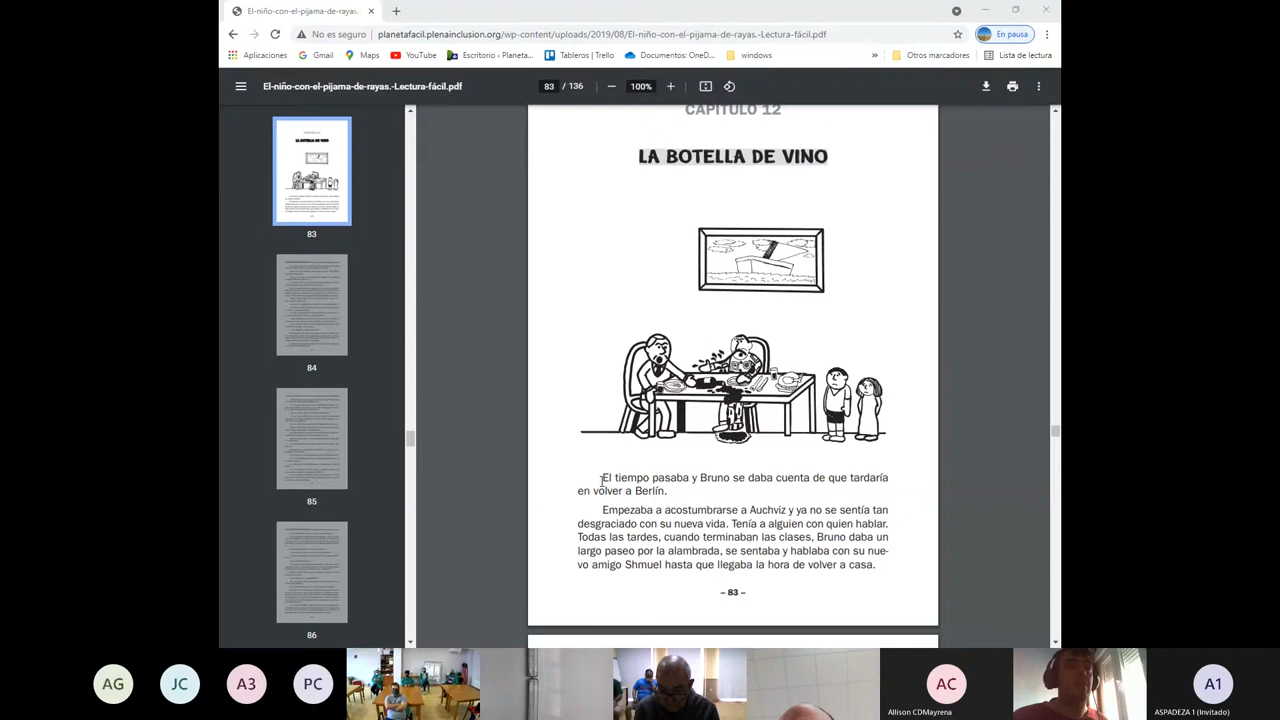 El-niño-con-el-pijama-de-rayas.-L
No es seguro
planetafacil.plenainclusion.org/wp-content/uploads/2019/08/El-niño-con-el-pijama-de-rayas.-Lectura-fácil.pdf
En pausa
Aplicaciones
Gmail
Maps
YouTube
Escritorio - Planeta...
Tableros | Trello
Documentos: OneD...
windows
»
Otros marcadores
Lista de lectura
El-niño-con-el-pijama-de-rayas.-Lectura-fácil.pdf
83 / 136
100%
83
84
85
86
CAPÍTULO 12
LA BOTELLA DE VINO
El tiempo pasaba y Bruno se daba cuenta de que tardaría
en volver a Berlín.
Empezaba a acostumbrarse a Auchviz y ya no se sentía tan
desgraciado con su nueva vida. Tenía a alguien con quien hablar.
Todas las tardes, cuando terminaban las clases, Bruno daba un
largo paseo por la alambrada, se sentaba y hablaba con su nue-
vo amigo Shmuel hasta que llegaba la hora de volver a casa.
– 83 –
AG
JC
A3
PC
AC
Allison CDMayrena
A1
ASPADEZA 1 (Invitado)